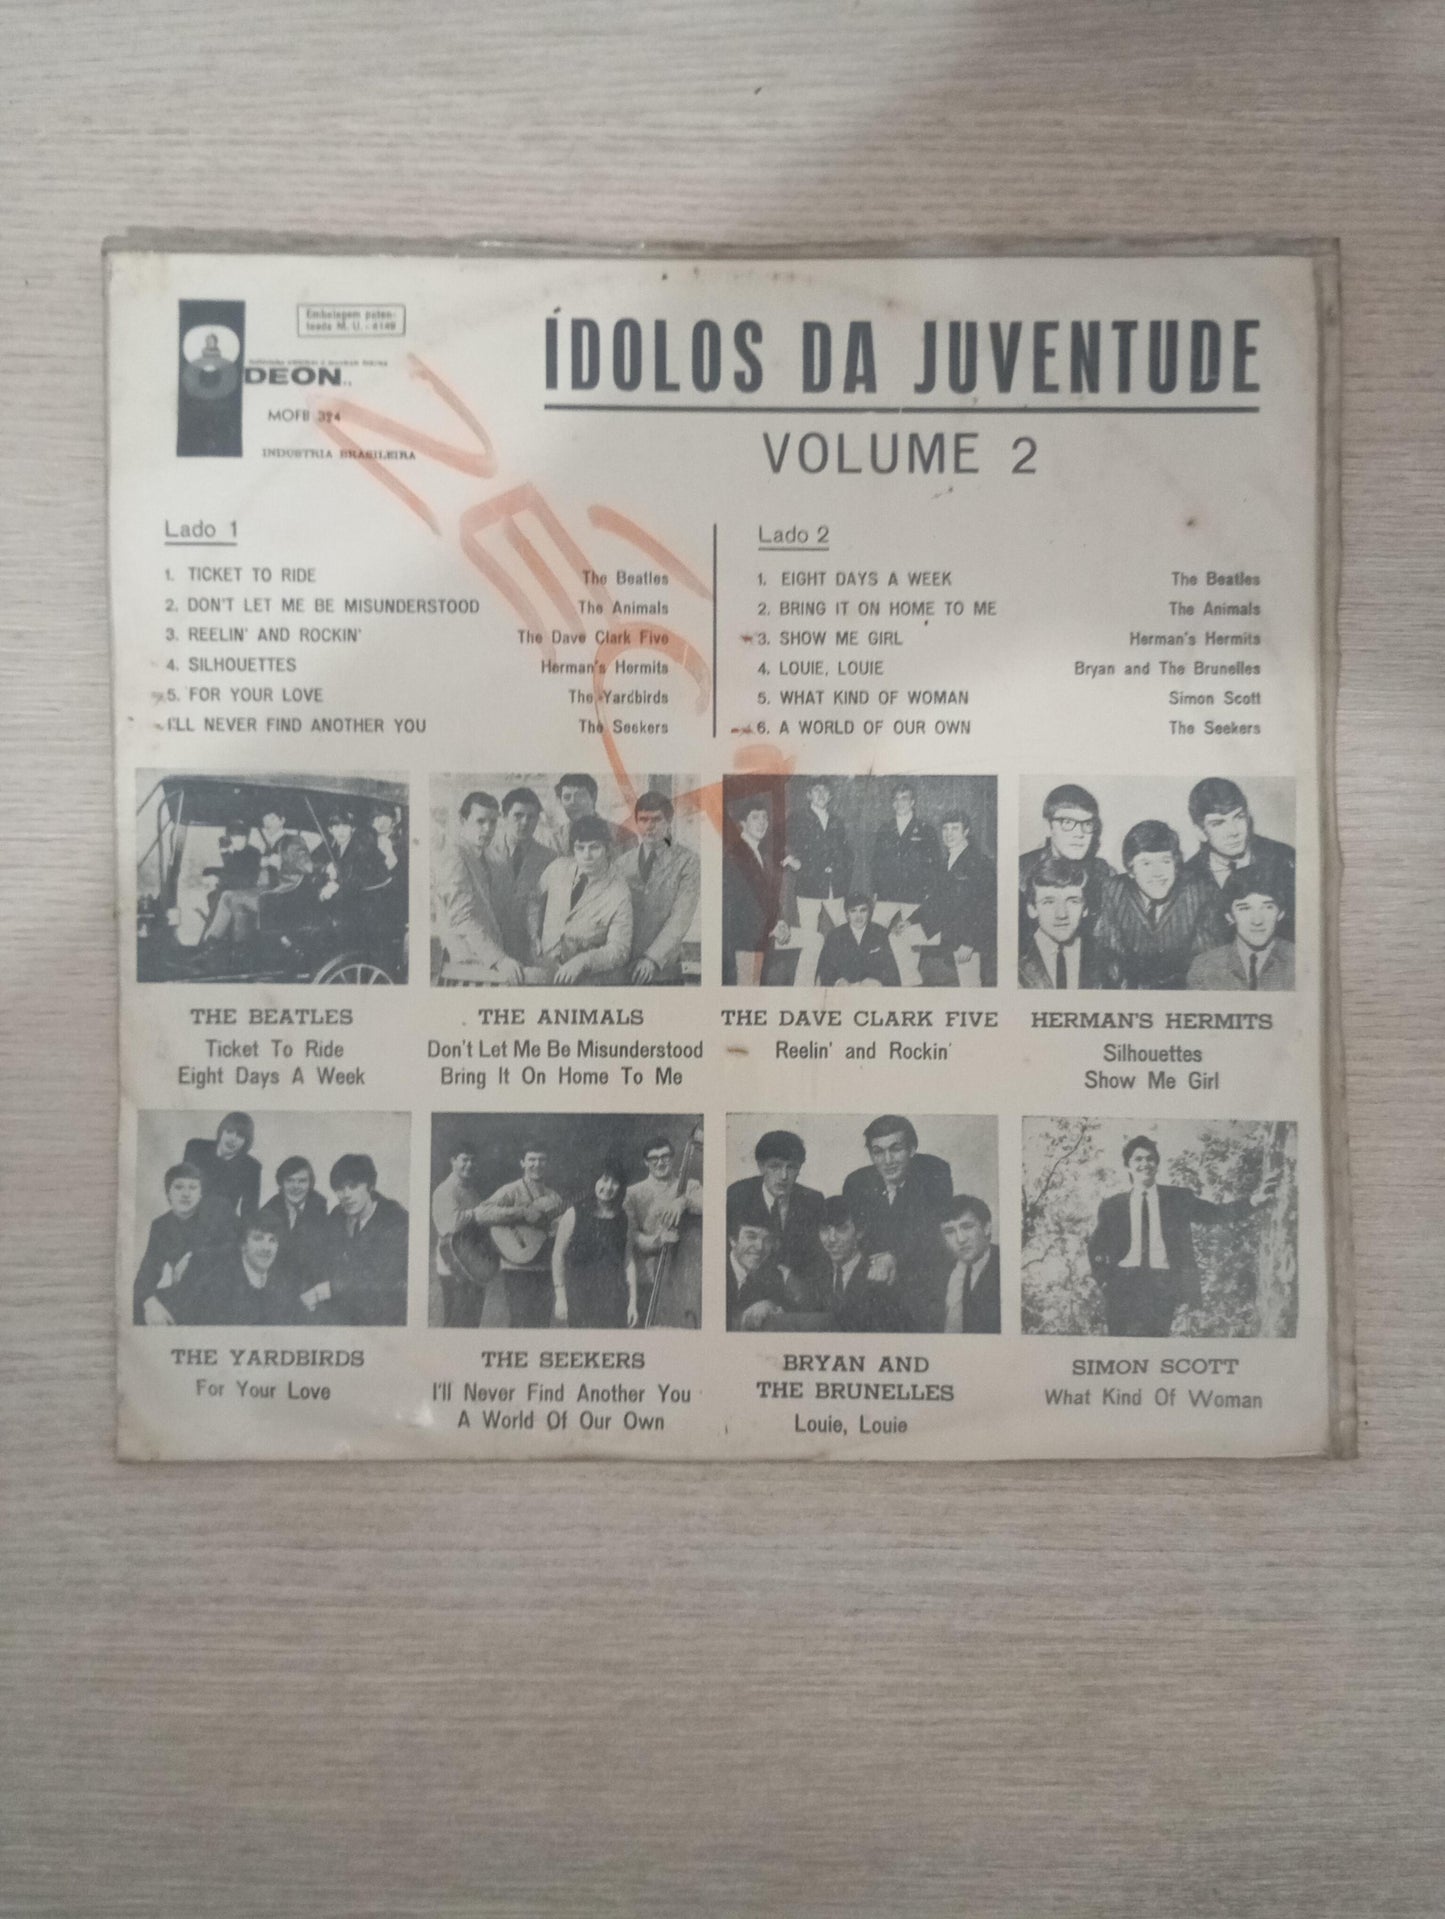 Embalagem paten-
teada M. U. - 4149
ODEON
MOFB 324
INDÚSTRIA BRASILEIRA
ÍDOLOS DA JUVENTUDE
VOLUME 2
Lado 1
1. TICKET TO RIDE The Beatles
2. DON'T LET ME BE MISUNDERSTOOD The Animals
3. REELIN' AND ROCKIN' The Dave Clark Five
4. SILHOUETTES Herman's Hermits
5. FOR YOUR LOVE The Yardbirds
I'LL NEVER FIND ANOTHER YOU The Seekers
Lado 2
1. EIGHT DAYS A WEEK The Beatles
2. BRING IT ON HOME TO ME The Animals
3. SHOW ME GIRL Herman's Hermits
4. LOUIE, LOUIE Bryan and The Brunelles
5. WHAT KIND OF WOMAN Simon Scott
6. A WORLD OF OUR OWN The Seekers
THE BEATLES
Ticket To Ride
Eight Days A Week
THE ANIMALS
Don't Let Me Be Misunderstood
Bring It On Home To Me
THE DAVE CLARK FIVE
Reelin' and Rockin'
HERMAN'S HERMITS
Silhouettes
Show Me Girl
THE YARDBIRDS
For Your Love
THE SEEKERS
I'll Never Find Another You
A World Of Our Own
BRYAN AND
THE BRUNELLES
Louie, Louie
SIMON SCOTT
What Kind Of Woman